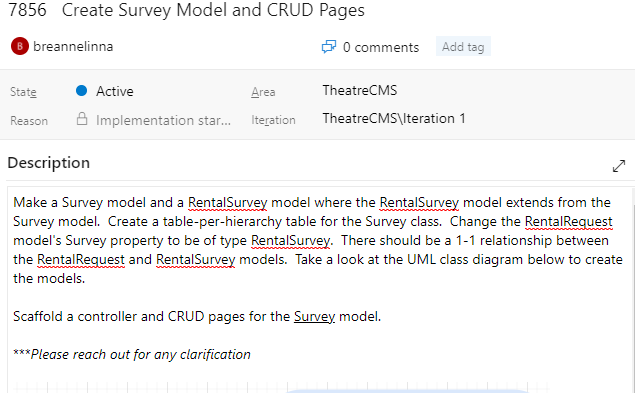 7856 Create Survey Model and CRUD Pages
B breannelinna 0 comments Add tag
State Active Area TheatreCMS
Reason Implementation star... Iteration TheatreCMS\Iteration 1
Description
Make a Survey model and a RentalSurvey model where the RentalSurvey model extends from the
Survey model. Create a table-per-hierarchy table for the Survey class. Change the RentalRequest
model's Survey property to be of type RentalSurvey. There should be a 1-1 relationship between
the RentalRequest and RentalSurvey models. Take a look at the UML class diagram below to create
the models.
Scaffold a controller and CRUD pages for the Survey model.
***Please reach out for any clarification